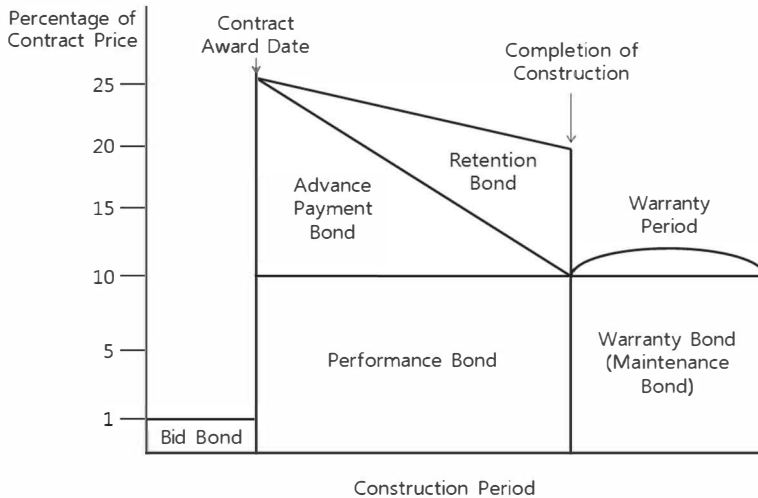 Percentage of
Contract Price
Contract
Award Date
Completion of
Construction
25
20
15
10
5
1
Retention
Bond
Advance
Payment
Bond
Warranty
Period
Performance Bond
Warranty Bond
(Maintenance
Bond)
Bid Bond
Construction Period